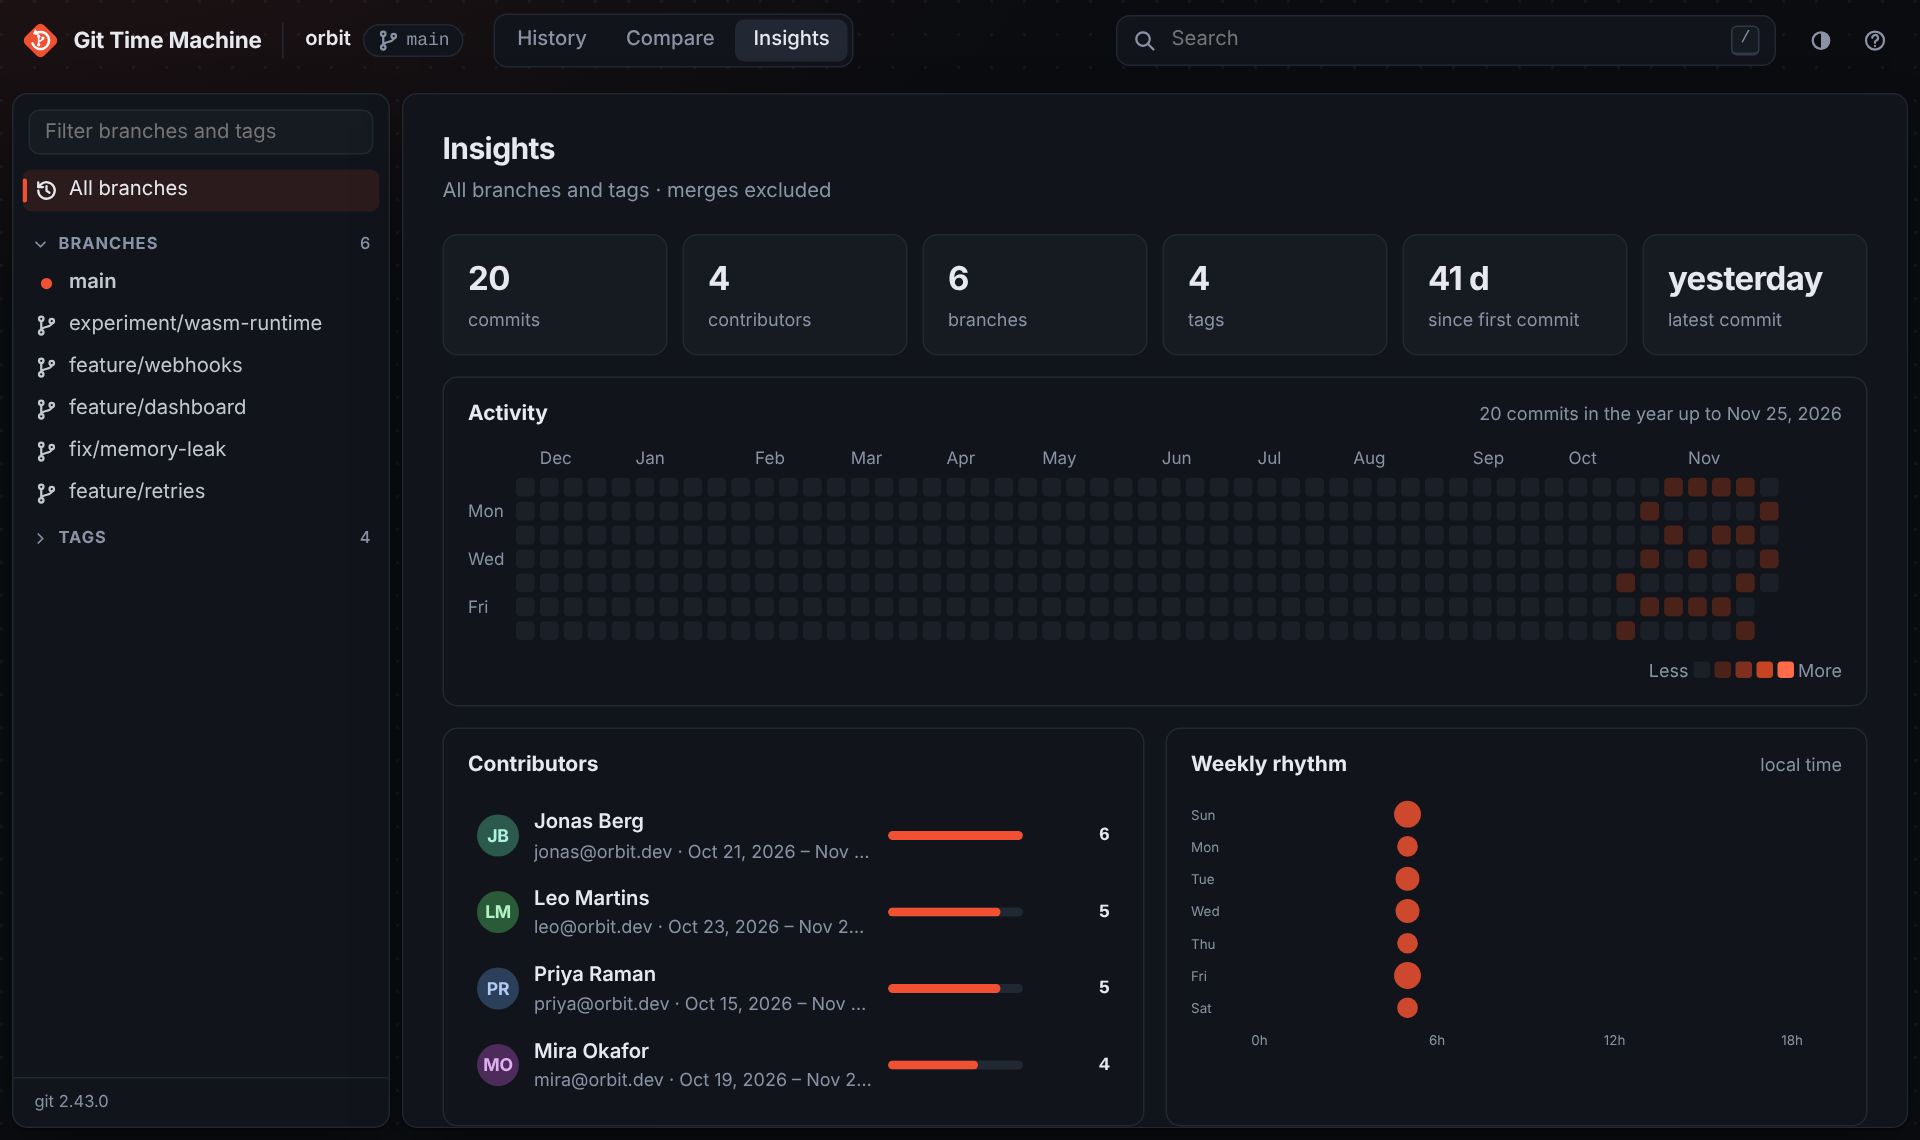 Git Time Machine
orbit
main
History
Compare
Insights
Search
/
Filter branches and tags
All branches
BRANCHES 6
main
experiment/wasm-runtime
feature/webhooks
feature/dashboard
fix/memory-leak
feature/retries
TAGS 4
git 2.43.0
Insights
All branches and tags · merges excluded
20
commits
4
contributors
6
branches
4
tags
41 d
since first commit
yesterday
latest commit
Activity
20 commits in the year up to Nov 25, 2026
Dec Jan Feb Mar Apr May Jun Jul Aug Sep Oct Nov
Mon
Wed
Fri
Less More
Contributors
JB
Jonas Berg
jonas@orbit.dev · Oct 21, 2026 – Nov ...
6
LM
Leo Martins
leo@orbit.dev · Oct 23, 2026 – Nov 2...
5
PR
Priya Raman
priya@orbit.dev · Oct 15, 2026 – Nov ...
5
MO
Mira Okafor
mira@orbit.dev · Oct 19, 2026 – Nov 2...
4
Weekly rhythm
local time
Sun
Mon
Tue
Wed
Thu
Fri
Sat
0h 6h 12h 18h